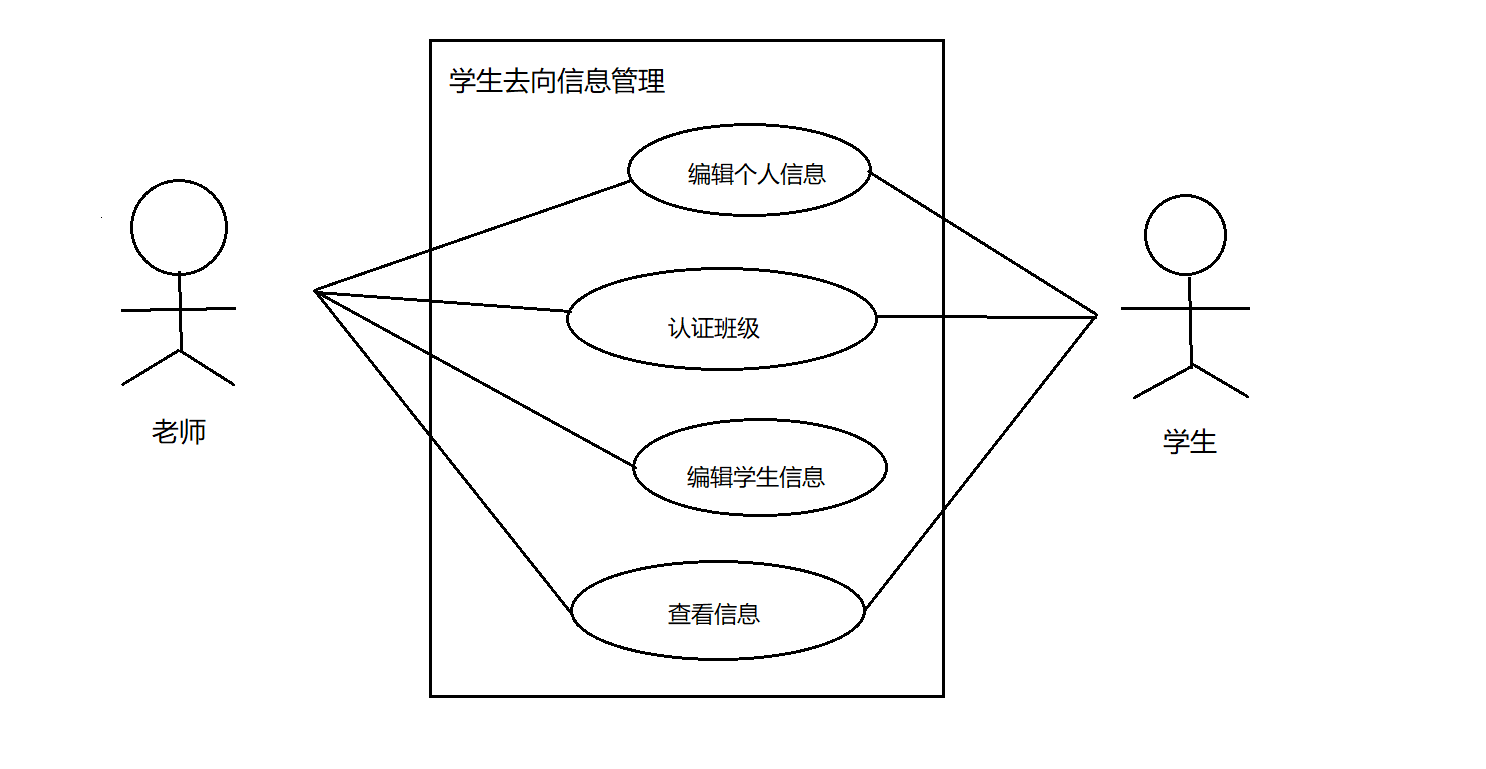 学生去向信息管理
编辑个人信息
认证班级
编辑学生信息
查看信息
老师
学生